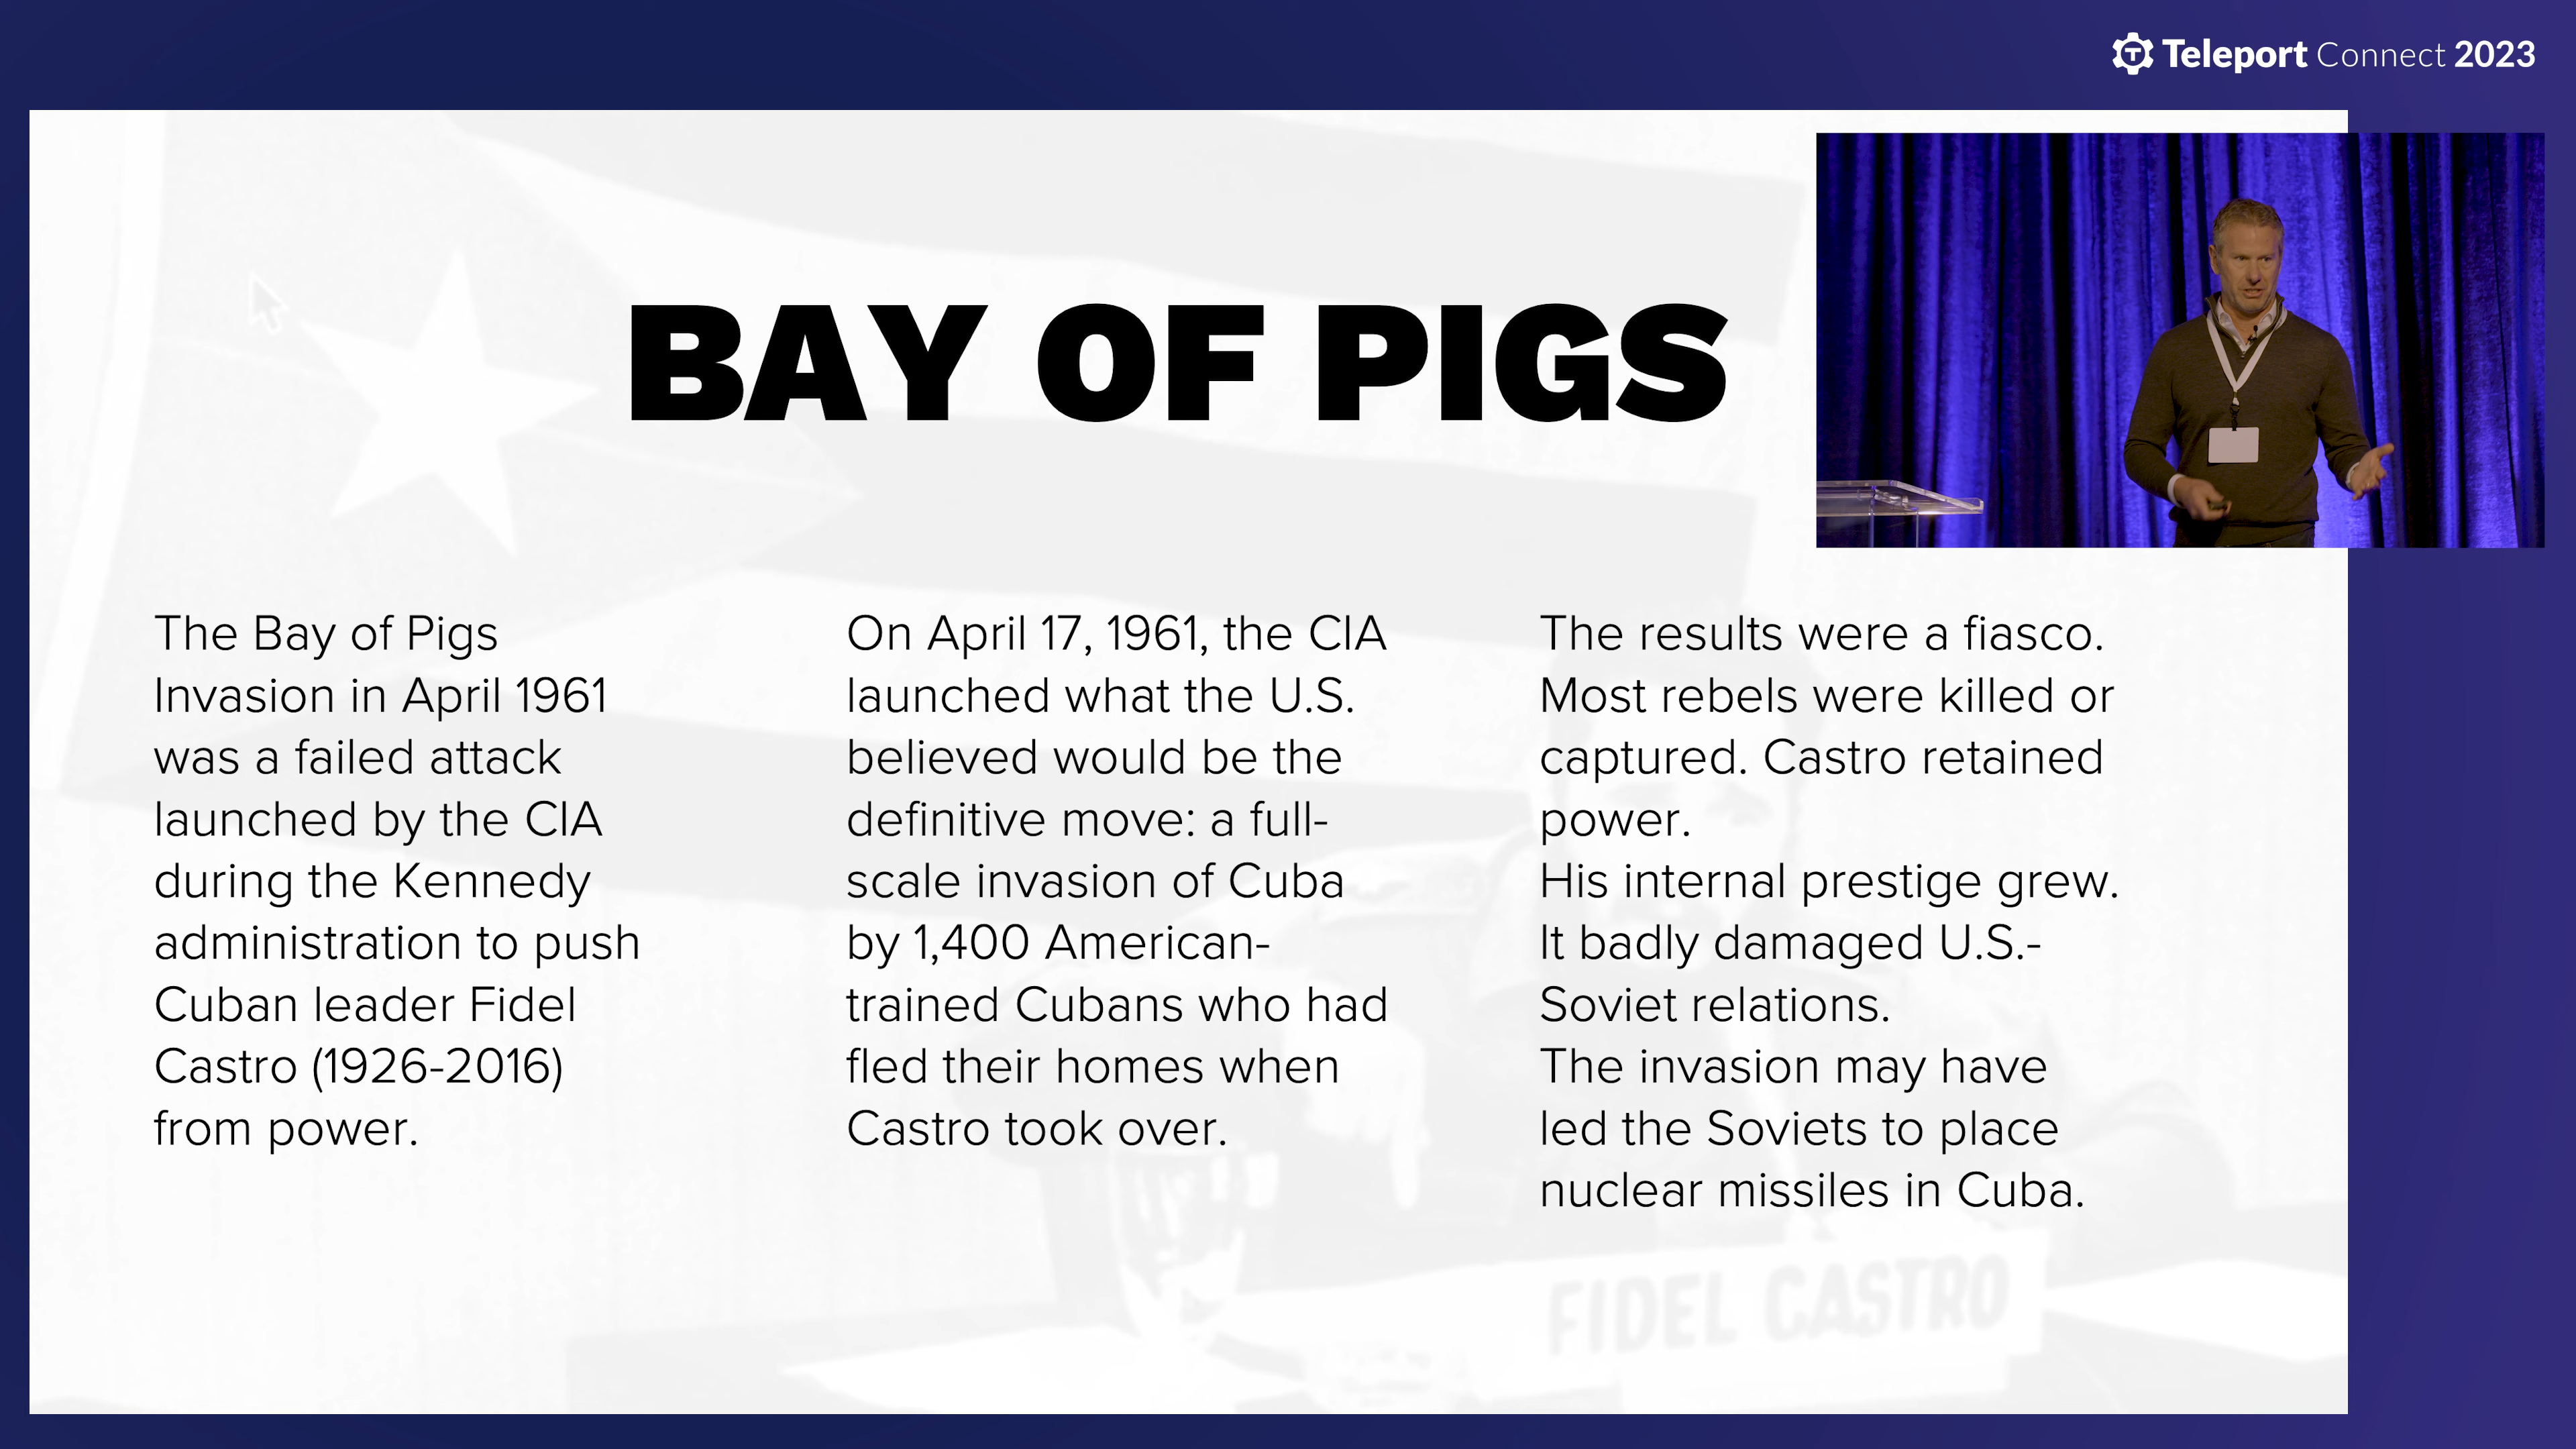 Teleport Connect 2023
BAY OF PIGS
The Bay of Pigs
Invasion in April 1961
was a failed attack
launched by the CIA
during the Kennedy
administration to push
Cuban leader Fidel
Castro (1926-2016)
from power.
On April 17, 1961, the CIA
launched what the U.S.
believed would be the
definitive move: a full-
scale invasion of Cuba
by 1,400 American-
trained Cubans who had
fled their homes when
Castro took over.
The results were a fiasco.
Most rebels were killed or
captured. Castro retained
power.
His internal prestige grew.
It badly damaged U.S.-
Soviet relations.
The invasion may have
led the Soviets to place
nuclear missiles in Cuba.
FIDEL CASTRO